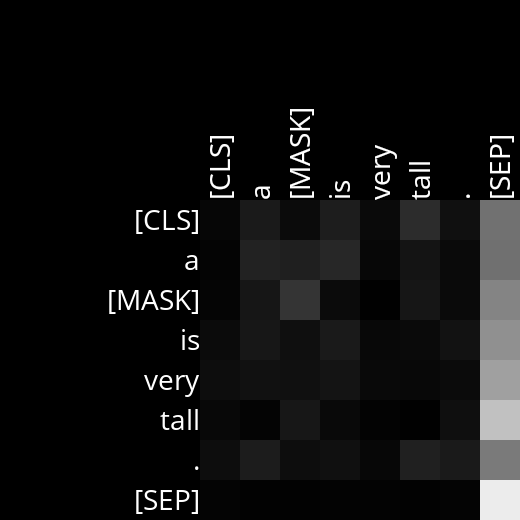 [CLS] a [MASK] is very tall . [SEP]
[CLS]
a
[MASK]
is
very
tall
.
[SEP]